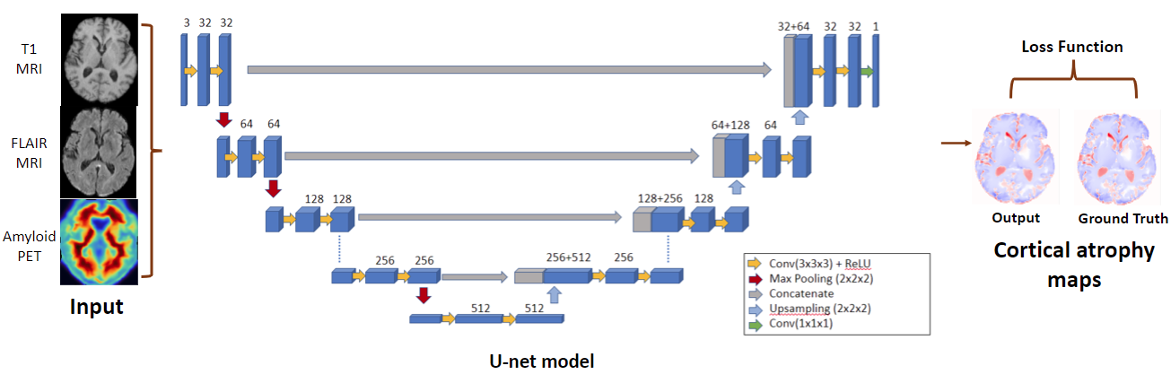 T1
MRI
FLAIR
MRI
Amyloid
PET
Input
3 32 32
64 64
128 128
256 256
512 512
256+512 256
128+256 128
64+128 64
32+64 32 32 1
Conv(3x3x3) + ReLU
Max Pooling (2x2x2)
Concatenate
Upsampling (2x2x2)
Conv(1x1x1)
U-net model
Loss Function
Output Ground Truth
Cortical atrophy
maps